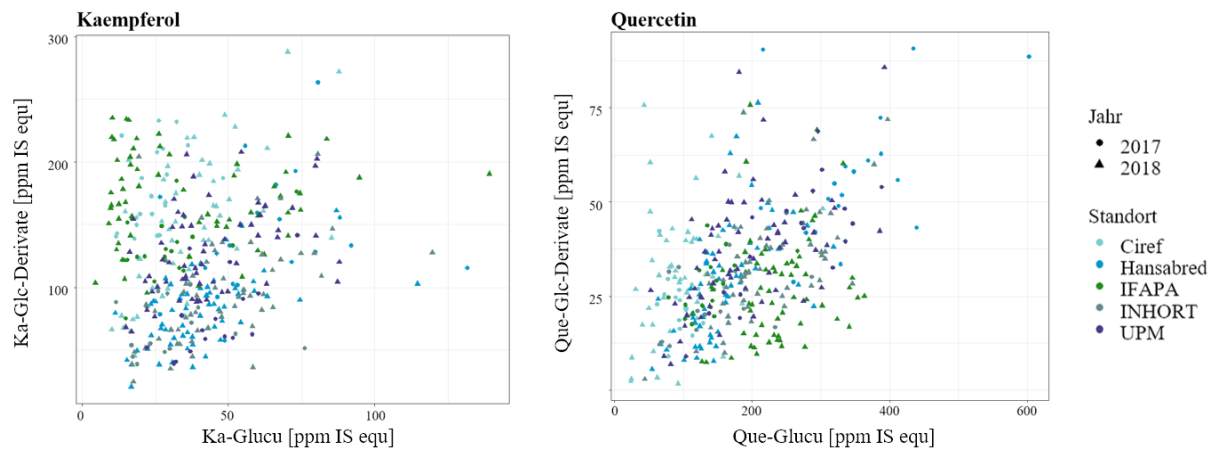 Kaempferol
300
200
100
0
50
100
Ka-Glc-Derivate [ppm IS equ]
Ka-Glucu [ppm IS equ]
Quercetin
75
50
25
0
200
400
600
Que-Glc-Derivate [ppm IS equ]
Que-Glucu [ppm IS equ]
Jahr
2017
2018
Standort
Ciref
Hansabred
IFAPA
INHORT
UPM